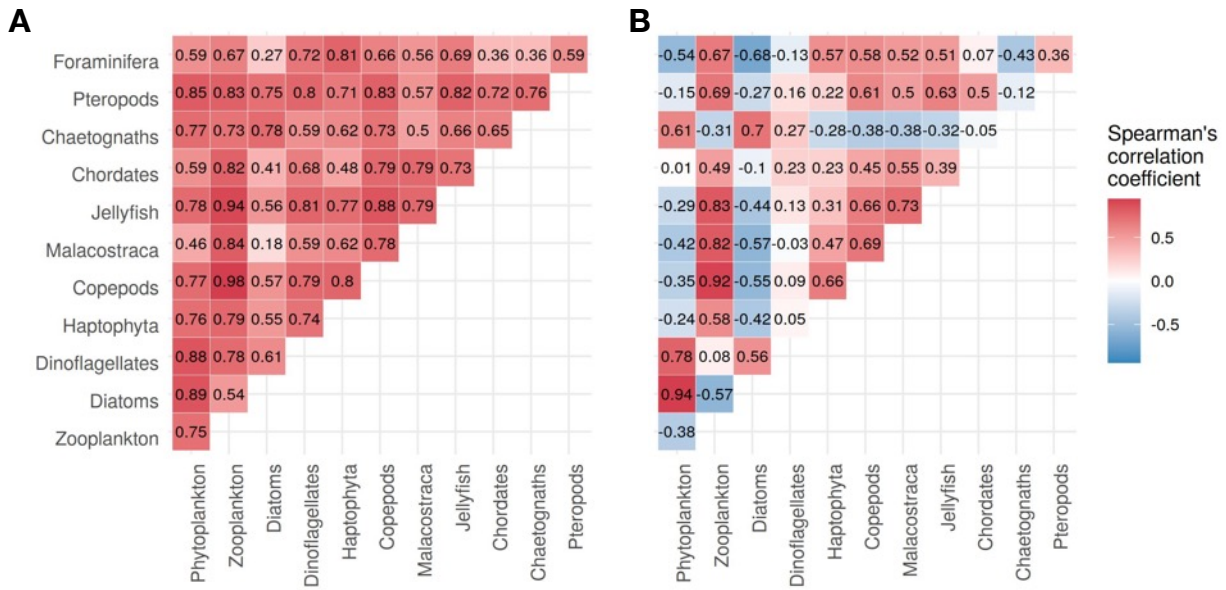 A B
Foraminifera 0.59 0.67 0.27 0.72 0.81 0.66 0.56 0.69 0.36 0.36 0.59 -0.54 0.67 -0.68 -0.13 0.57 0.58 0.52 0.51 0.07 -0.43 0.36
Pteropods 0.85 0.83 0.75 0.8 0.71 0.83 0.57 0.82 0.72 0.76 -0.15 0.69 -0.27 0.16 0.22 0.61 0.5 0.63 0.5 -0.12
Chaetognaths 0.77 0.73 0.78 0.59 0.62 0.73 0.5 0.66 0.65 0.61 -0.31 0.7 0.27 -0.28 -0.38 -0.38 -0.32 -0.05
Chordates 0.59 0.82 0.41 0.68 0.48 0.79 0.79 0.73 0.01 0.49 -0.1 0.23 0.23 0.45 0.55 0.39
Jellyfish 0.78 0.94 0.56 0.81 0.77 0.88 0.79 -0.29 0.83 -0.44 0.13 0.31 0.66 0.73
Malacostraca 0.46 0.84 0.18 0.59 0.62 0.78 -0.42 0.82 -0.57 -0.03 0.47 0.69
Copepods 0.77 0.98 0.57 0.79 0.8 -0.35 0.92 -0.55 0.09 0.66
Haptophyta 0.76 0.79 0.55 0.74 -0.24 0.58 -0.42 0.05
Dinoflagellates 0.88 0.78 0.61 0.78 0.08 0.56
Diatoms 0.89 0.54 0.94 -0.57
Zooplankton 0.75 -0.38
Phytoplankton
Zooplankton
Diatoms
Dinoflagellates
Haptophyta
Copepods
Malacostraca
Jellyfish
Chordates
Chaetognaths
Pteropods
Phytoplankton
Zooplankton
Diatoms
Dinoflagellates
Haptophyta
Copepods
Malacostraca
Jellyfish
Chordates
Chaetognaths
Pteropods
Spearman's
correlation
coefficient
0.5
0.0
-0.5